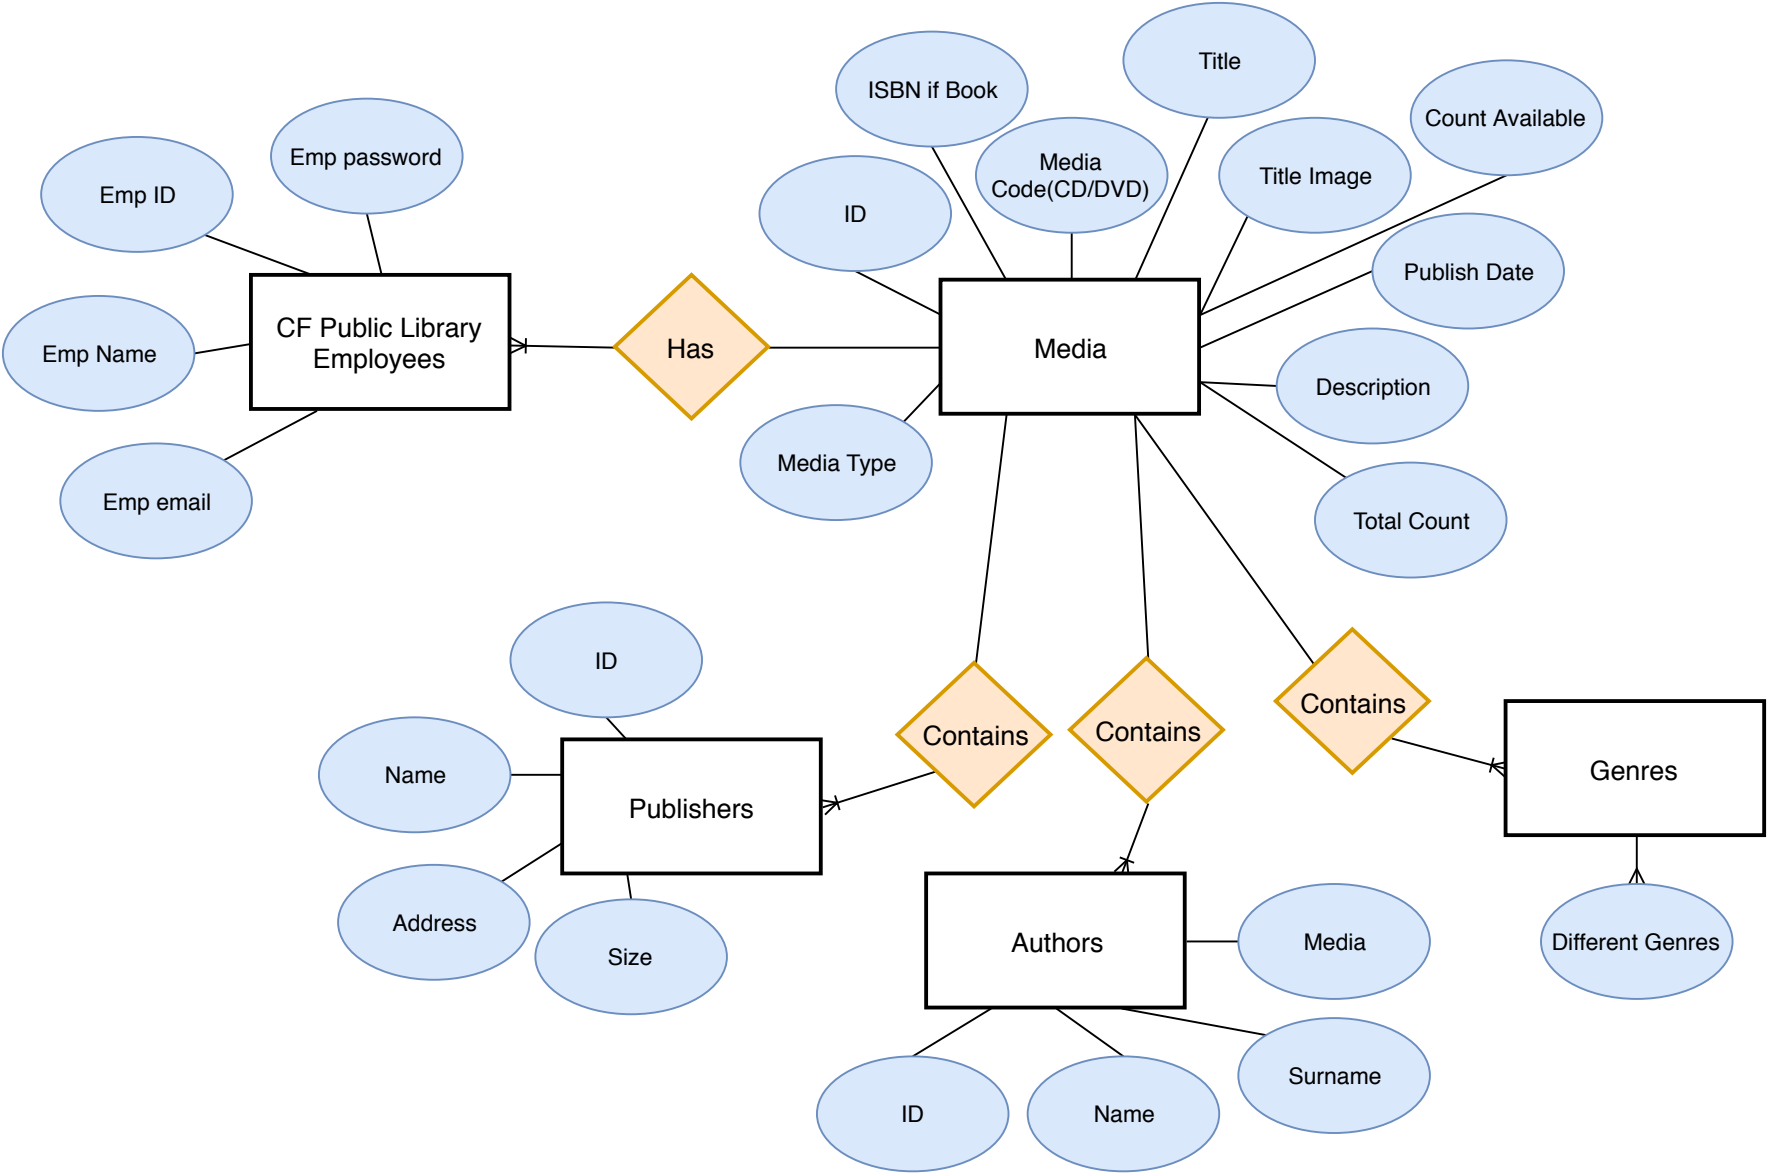 Title
ISBN if Book
Count Available
Emp password
Media
Code(CD/DVD)
Title Image
Emp ID
ID
Publish Date
CF Public Library
Employees
Has
Media
Emp Name
Description
Media Type
Emp email
Total Count
ID
Contains
Contains
Contains
Name
Publishers
Genres
Address
Size
Authors
Media
Different Genres
Surname
ID
Name